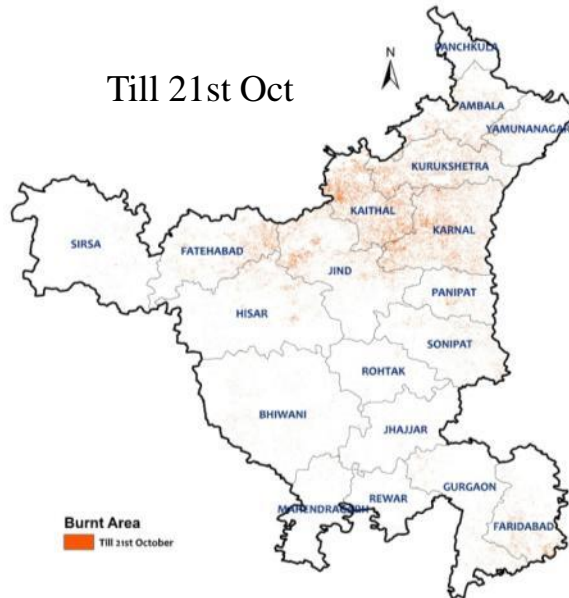 PANCHKULA
N
Till 21st Oct
AMBALA
YAMUNANAGAR
KURUKSHETRA
KAITHAL
KARNAL
SIRSA
FATEHABAD
JIND
PANIPAT
HISAR
SONIPAT
ROHTAK
BHIWANI
JHAJJAR
GURGAON
MAHENDRAGARH
REWAR
FARIDABAD
Burnt Area
Till 21st October